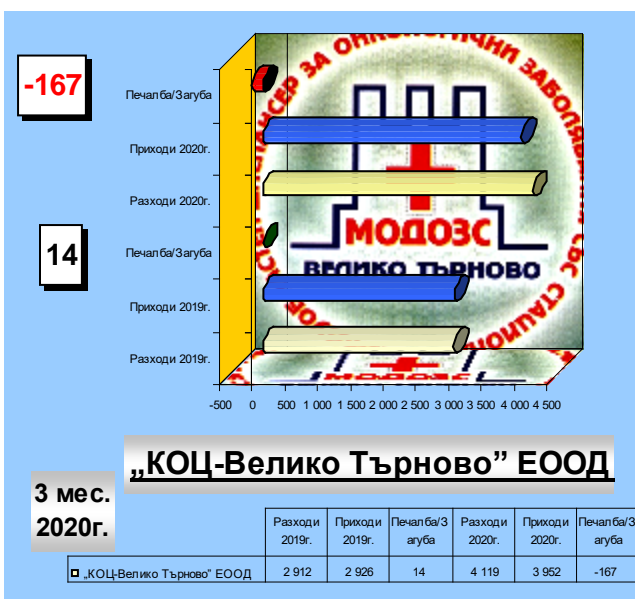 -167
Печалба/Загуба
Приходи 2020г.
Разходи 2020г.
14
Печалба/Загуба
Приходи 2019г.
Разходи 2019г.
ЗА ОНКОЛОГИЧНИ
МОДОЗС
ВЕЛИКО ТЪРНОВО
СЪС
-500 0 500 1 000 1 500 2 000 2 500 3 000 3 500 4 000 4 500
„КОЦ-Велико Търново” ЕООД
3 мес.
2020г.
Разходи 2019г. Приходи 2019г. Печалба/Загуба Разходи 2020г. Приходи 2020г. Печалба/Загуба
„КОЦ-Велико Търново” ЕООД 2 912 2 926 14 4 119 3 952 -167